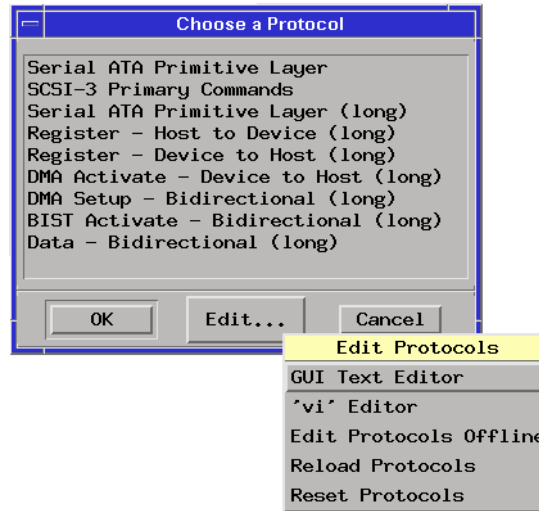 Choose a Protocol
Serial ATA Primitive Layer
SCSI-3 Primary Commands
Serial ATA Primitive Layer (long)
Register - Host to Device (long)
Register - Device to Host (long)
DMA Activate - Device to Host (long)
DMA Setup - Bidirectional (long)
BIST Activate - Bidirectional (long)
Data - Bidirectional (long)
OK Edit... Cancel
Edit Protocols
GUI Text Editor
'vi' Editor
Edit Protocols Offline
Reload Protocols
Reset Protocols